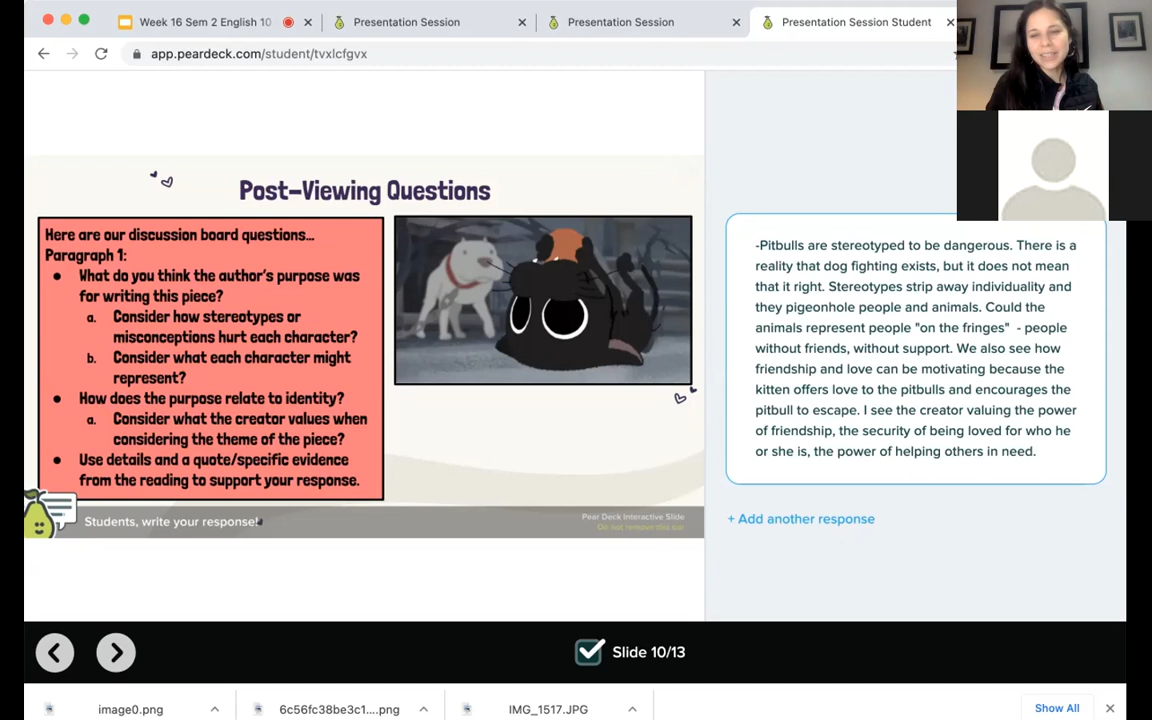 Week 16 Sem 2 English 10
Presentation Session
Presentation Session
Presentation Session Student
app.peardeck.com/student/tvxlcfgvx
Post-Viewing Questions
Here are our discussion board questions...
Paragraph 1:
● What do you think the author's purpose was
for writing this piece?
a. Consider how stereotypes or
misconceptions hurt each character?
b. Consider what each character might
represent?
● How does the purpose relate to identity?
a. Consider what the creator values when
considering the theme of the piece?
● Use details and a quote/specific evidence
from the reading to support your response.
Students, write your response!
Pear Deck Interactive Slide
Do not remove this bar
-Pitbulls are stereotyped to be dangerous. There is a
reality that dog fighting exists, but it does not mean
that it right. Stereotypes strip away individuality and
they pigeonhole people and animals. Could the
animals represent people "on the fringes" - people
without friends, without support. We also see how
friendship and love can be motivating because the
kitten offers love to the pitbulls and encourages the
pitbull to escape. I see the creator valuing the power
of friendship, the security of being loved for who he
or she is, the power of helping others in need.
+ Add another response
Slide 10/13
image0.png
6c56fc38be3c1....png
IMG_1517.JPG
Show All